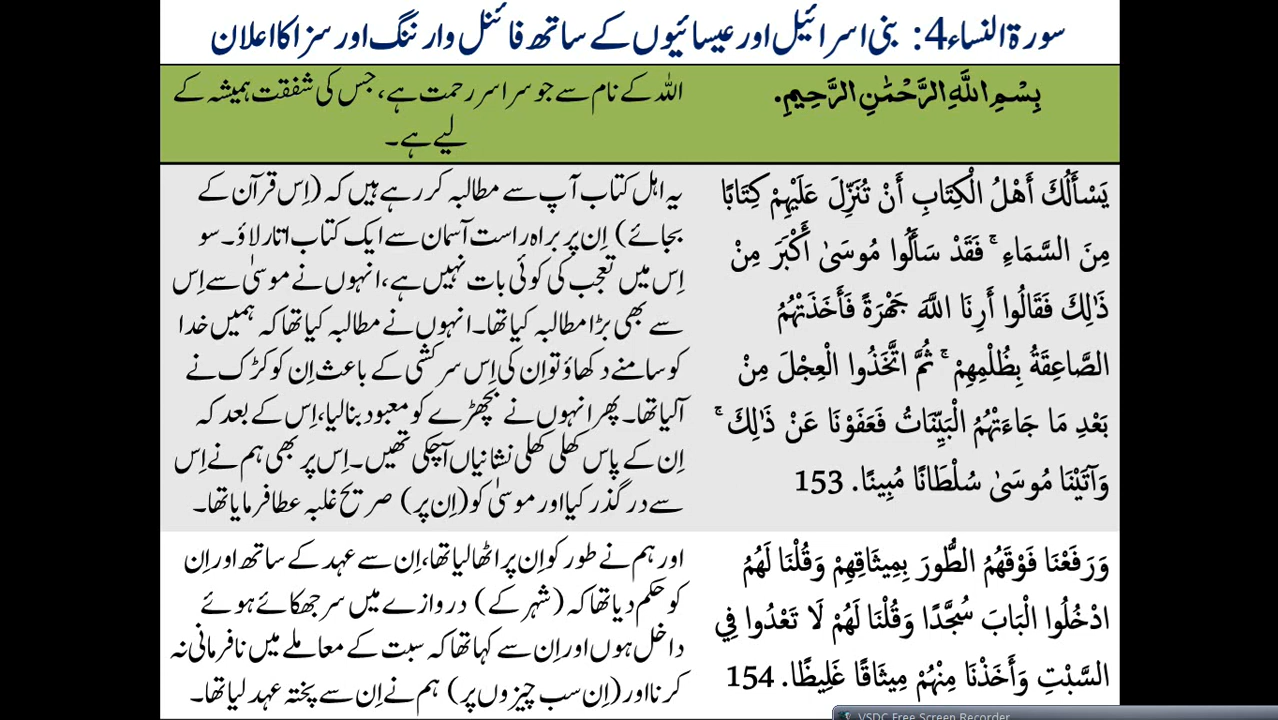 سورۃ النساء4: بنی اسرائیل اور عیسائیوں کے ساتھ فائنل وارننگ اور سزا کا اعلان
بِسْمِ اللَّهِ الرَّحْمَٰنِ الرَّحِيمِ.
اللہ کے نام سے جو سراسر رحمت ہے، جس کی شفقت ہمیشہ کے
لیے ہے۔
يَسْأَلُكَ أَهْلُ الْكِتَابِ أَنْ تُنَزِّلَ عَلَيْهِمْ كِتَابًا
مِنَ السَّمَاءِ ۚ فَقَدْ سَأَلُوا مُوسَىٰ أَكْبَرَ مِنْ
ذَٰلِكَ فَقَالُوا أَرِنَا اللَّهَ جَهْرَةً فَأَخَذَتْهُمُ
الصَّاعِقَةُ بِظُلْمِهِمْ ۚ ثُمَّ اتَّخَذُوا الْعِجْلَ مِنْ
بَعْدِ مَا جَاءَتْهُمُ الْبَيِّنَاتُ فَعَفَوْنَا عَنْ ذَٰلِكَ ۚ
وَآتَيْنَا مُوسَىٰ سُلْطَانًا مُبِينًا. 153
یہ اہل کتاب آپ سے مطالبہ کر رہے ہیں کہ (اِس قرآن کے
بجائے) اِن پر براہ راست آسمان سے ایک کتاب اتار لاؤ۔ سو
اِس میں تعجب کی کوئی بات نہیں ہے، انہوں نے موسیٰ سے اِس
سے بھی بڑا مطالبہ کیا تھا۔ انہوں نے مطالبہ کیا تھا کہ ہمیں خدا
کو سامنے دکھاؤ تو اِن کی اِس سرکشی کے باعث اِن کو کڑک نے
آلیا تھا۔ پھر انہوں نے بچھڑے کو معبود بنا لیا، اِس کے بعد کہ
اِن کے پاس کھلی کھلی نشانیاں آچکی تھیں۔ اِس پر بھی ہم نے اِس
سے درگذر کیا اور موسیٰ کو (اِن پر) صریح غلبہ عطا فرمایا تھا۔
وَرَفَعْنَا فَوْقَهُمُ الطُّورَ بِمِيثَاقِهِمْ وَقُلْنَا لَهُمُ
ادْخُلُوا الْبَابَ سُجَّدًا وَقُلْنَا لَهُمْ لَا تَعْدُوا فِي
السَّبْتِ وَأَخَذْنَا مِنْهُمْ مِيثَاقًا غَلِيظًا. 154
اور ہم نے طور کو اِن پر اٹھا لیا تھا، اِن سے عہد کے ساتھ اور اِن
کو حکم دیا تھا کہ (شہر کے) دروازے میں سر جھکائے ہوئے
داخل ہوں اور اِن سے کہا تھا کہ سبت کے معاملے میں نافرمانی نہ
کرنا اور (اِن سب چیزوں پر) ہم نے اِن سے پختہ عہد لیا تھا۔
VSDC Free Screen Recorder